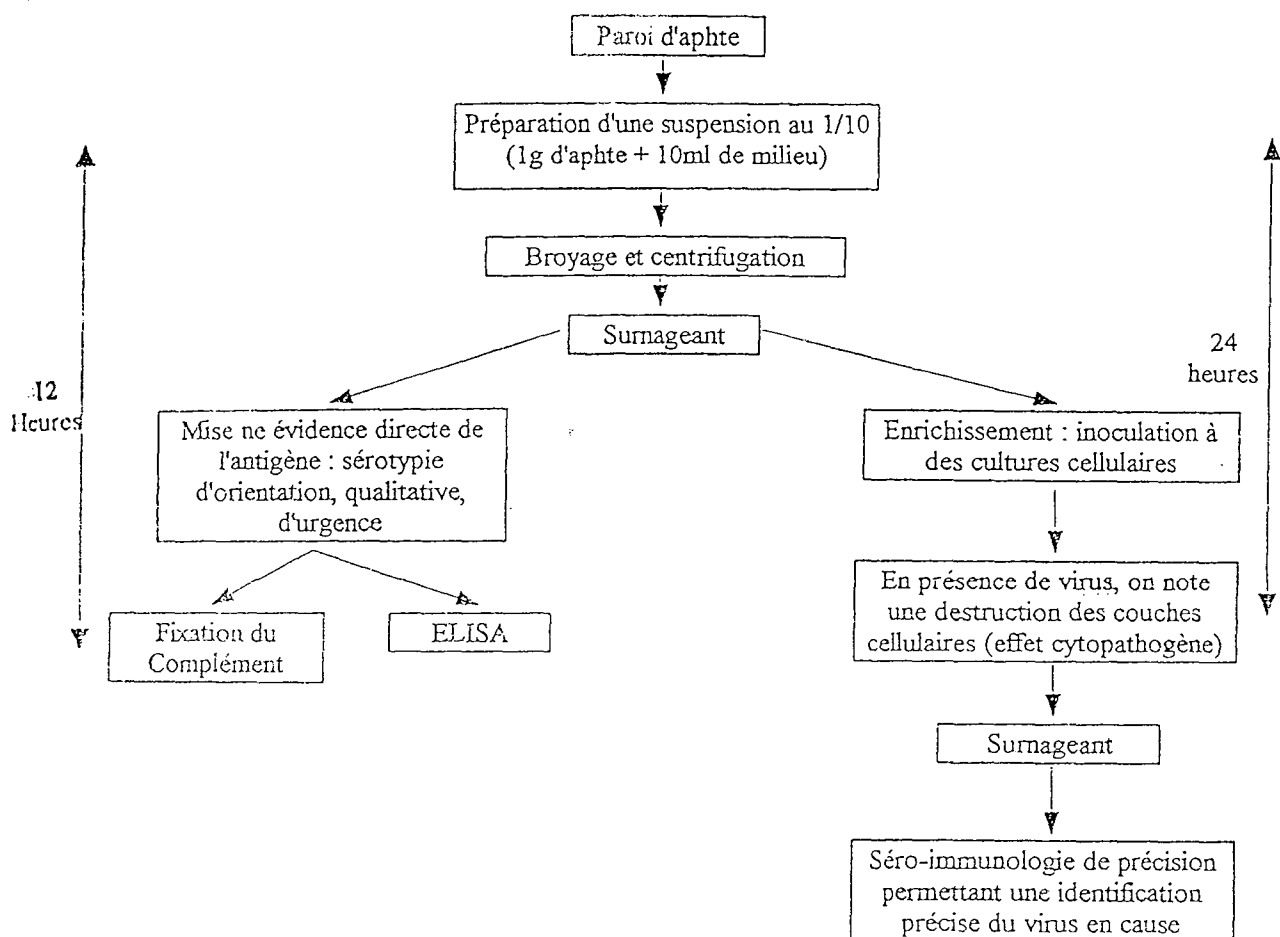 Paroi d'aphte
Préparation d'une suspension au 1/10
(1g d'aphte + 10ml de milieu)
Broyage et centrifugation
Surnageant
12
Heures
24
heures
Mise ne évidence directe de
l'antigène : sérotypie
d'orientation, qualitative,
d'urgence
Enrichissement : inoculation à
des cultures cellulaires
Fixation du
Complément
ELISA
En présence de virus, on note
une destruction des couches
cellulaires (effet cytopathogène)
Surnageant
Séro-immunologie de précision
permettant une identification
précise du virus en cause